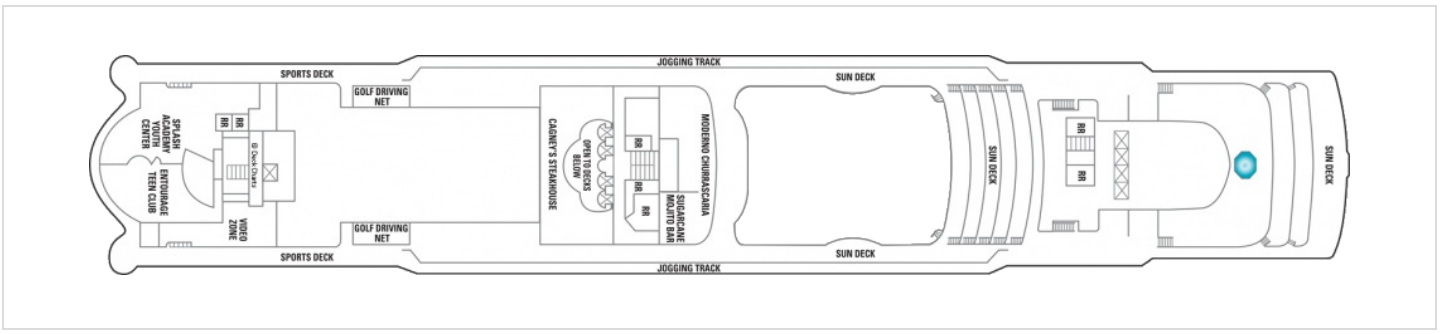 SPORTS DECK
JOGGING TRACK
SUN DECK
GOLF DRIVING
NET
SPLASH
ACADEMY
YOUTH
CENTER
RR
RR
© Deck Charts
ENTOURAGE
TEEN CLUB
VIDEO
ZONE
CAGNEY'S STEAKHOUSE
OPEN TO DECKS
BELOW
RR
RR
RR
MODERNO CHURRASCARIA
SUGARCANE
MOJITO BAR
SUN DECK
RR
RR
SUN DECK
GOLF DRIVING
NET
SPORTS DECK
JOGGING TRACK
SUN DECK